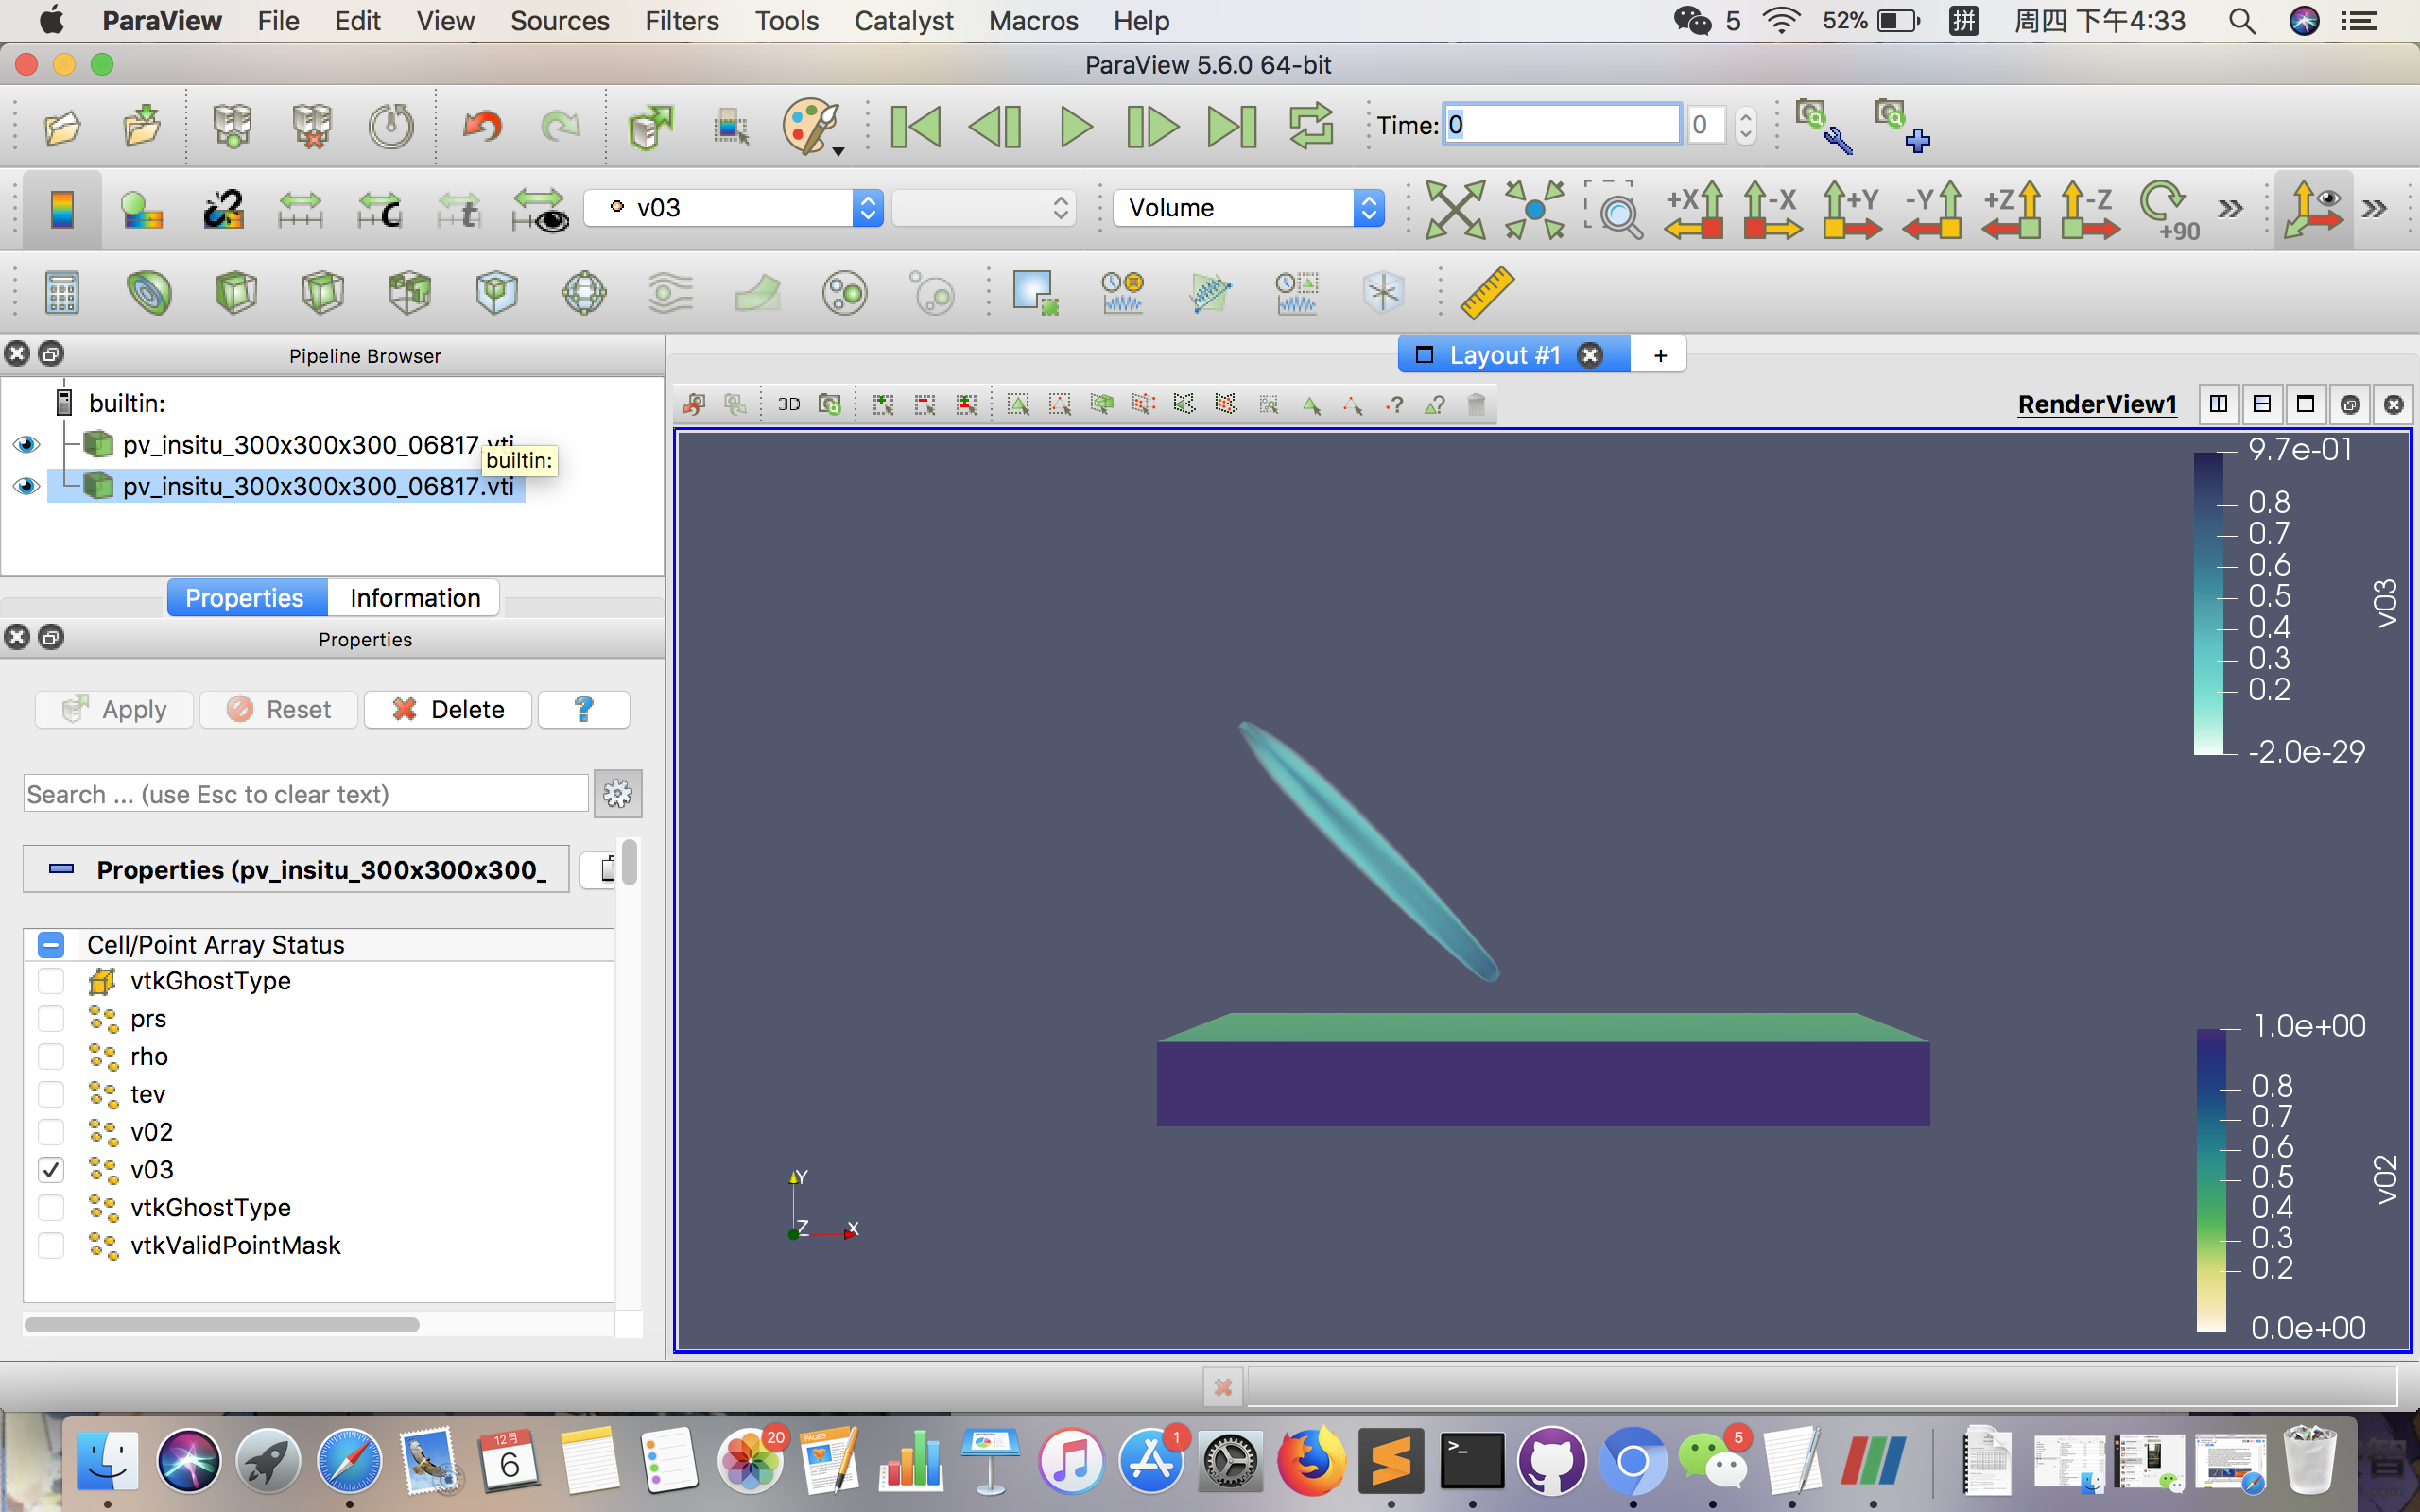 ParaView File Edit View Sources Filters Tools Catalyst Macros Help 5 52% 拼 周四 下午4:33
ParaView 5.6.0 64-bit
Time: 0 0
v03 Volume +X -X +Y -Y +Z -Z +90
C t
Pipeline Browser
Layout #1 +
builtin:
3D
RenderView1
pv_insitu_300x300x300_06817.vti
builtin:
pv_insitu_300x300x300_06817.vti
Properties Information
Properties
Apply Reset Delete ?
Search ... (use Esc to clear text)
Properties (pv_insitu_300x300x300_
Cell/Point Array Status
vtkGhostType
prs
rho
tev
v02
v03
vtkGhostType
vtkValidPointMask
9.7e-01
0.8
0.7
0.6
0.5
0.4
0.3
0.2
-2.0e-29
v03
1.0e+00
0.8
0.7
0.6
0.5
0.4
0.3
0.2
0.0e+00
v02
Y
Z X
12月
6
20
PAGES
1
>_
5